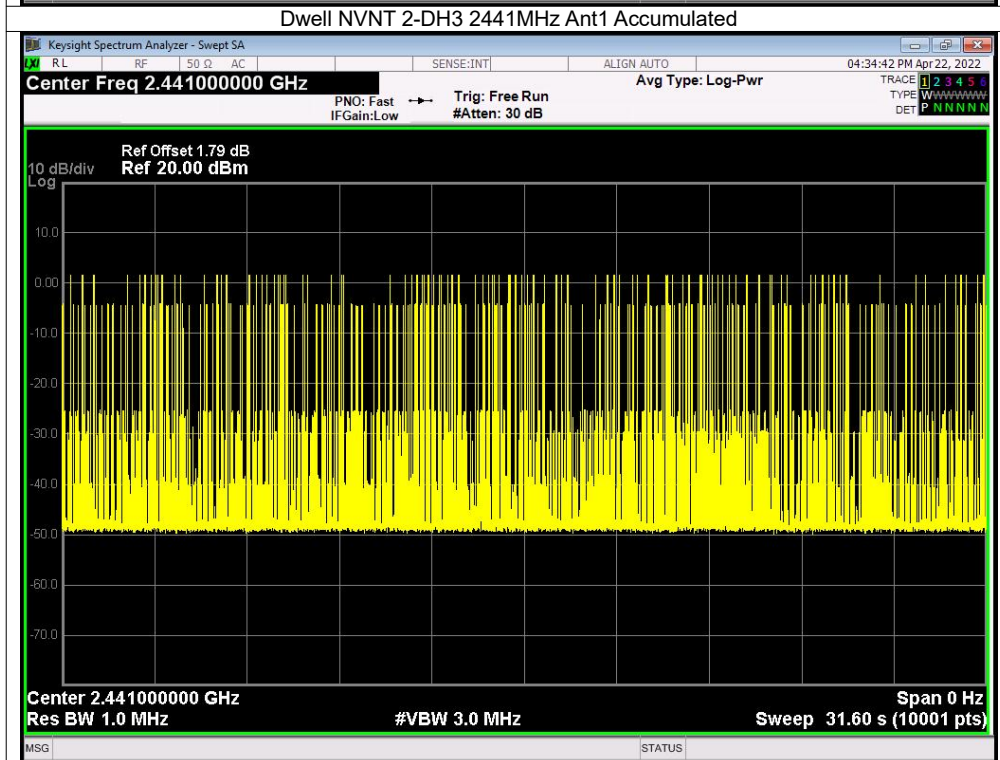 Dwell NVNT 2-DH3 2441MHz Ant1 Accumulated
Keysight Spectrum Analyzer - Swept SA
LXI RL RF 50 Ω AC SENSE:INT ALIGN AUTO 04:34:42 PM Apr 22, 2022
Center Freq 2.441000000 GHz Avg Type: Log-Pwr TRACE 1 2 3 4 5 6
PNO: Fast Trig: Free Run TYPE WWWWWW
IFGain:Low #Atten: 30 dB DET P N N N N N
Ref Offset 1.79 dB
10 dB/div Ref 20.00 dBm
Log
10.0
0.00
-10.0
-20.0
-30.0
-40.0
-50.0
-60.0
-70.0
Center 2.441000000 GHz Span 0 Hz
Res BW 1.0 MHz #VBW 3.0 MHz Sweep 31.60 s (10001 pts)
MSG STATUS